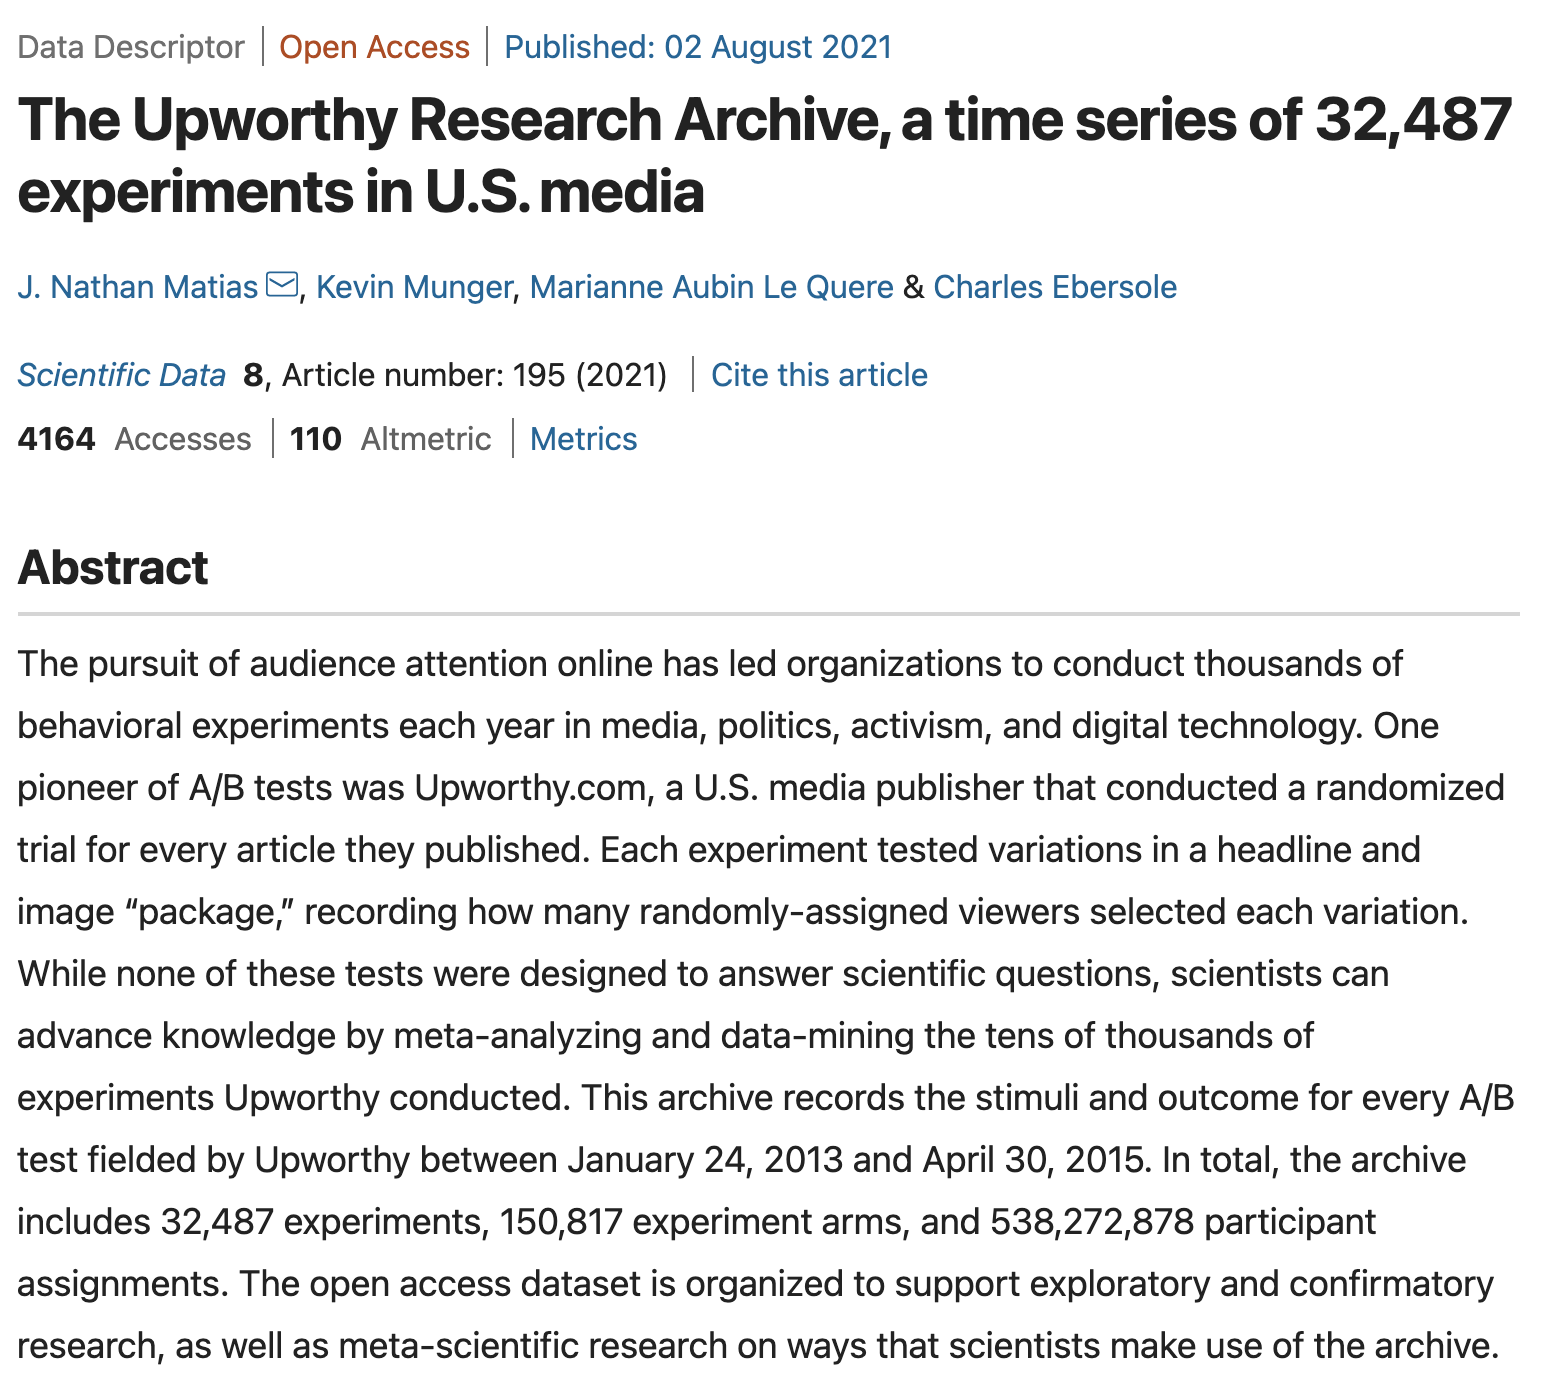 Data Descriptor | Open Access | Published: 02 August 2021
The Upworthy Research Archive, a time series of 32,487
experiments in U.S. media
J. Nathan Matias, Kevin Munger, Marianne Aubin Le Quere & Charles Ebersole
Scientific Data 8, Article number: 195 (2021) | Cite this article
4164 Accesses | 110 Altmetric | Metrics
Abstract
The pursuit of audience attention online has led organizations to conduct thousands of
behavioral experiments each year in media, politics, activism, and digital technology. One
pioneer of A/B tests was Upworthy.com, a U.S. media publisher that conducted a randomized
trial for every article they published. Each experiment tested variations in a headline and
image “package,” recording how many randomly-assigned viewers selected each variation.
While none of these tests were designed to answer scientific questions, scientists can
advance knowledge by meta-analyzing and data-mining the tens of thousands of
experiments Upworthy conducted. This archive records the stimuli and outcome for every A/B
test fielded by Upworthy between January 24, 2013 and April 30, 2015. In total, the archive
includes 32,487 experiments, 150,817 experiment arms, and 538,272,878 participant
assignments. The open access dataset is organized to support exploratory and confirmatory
research, as well as meta-scientific research on ways that scientists make use of the archive.